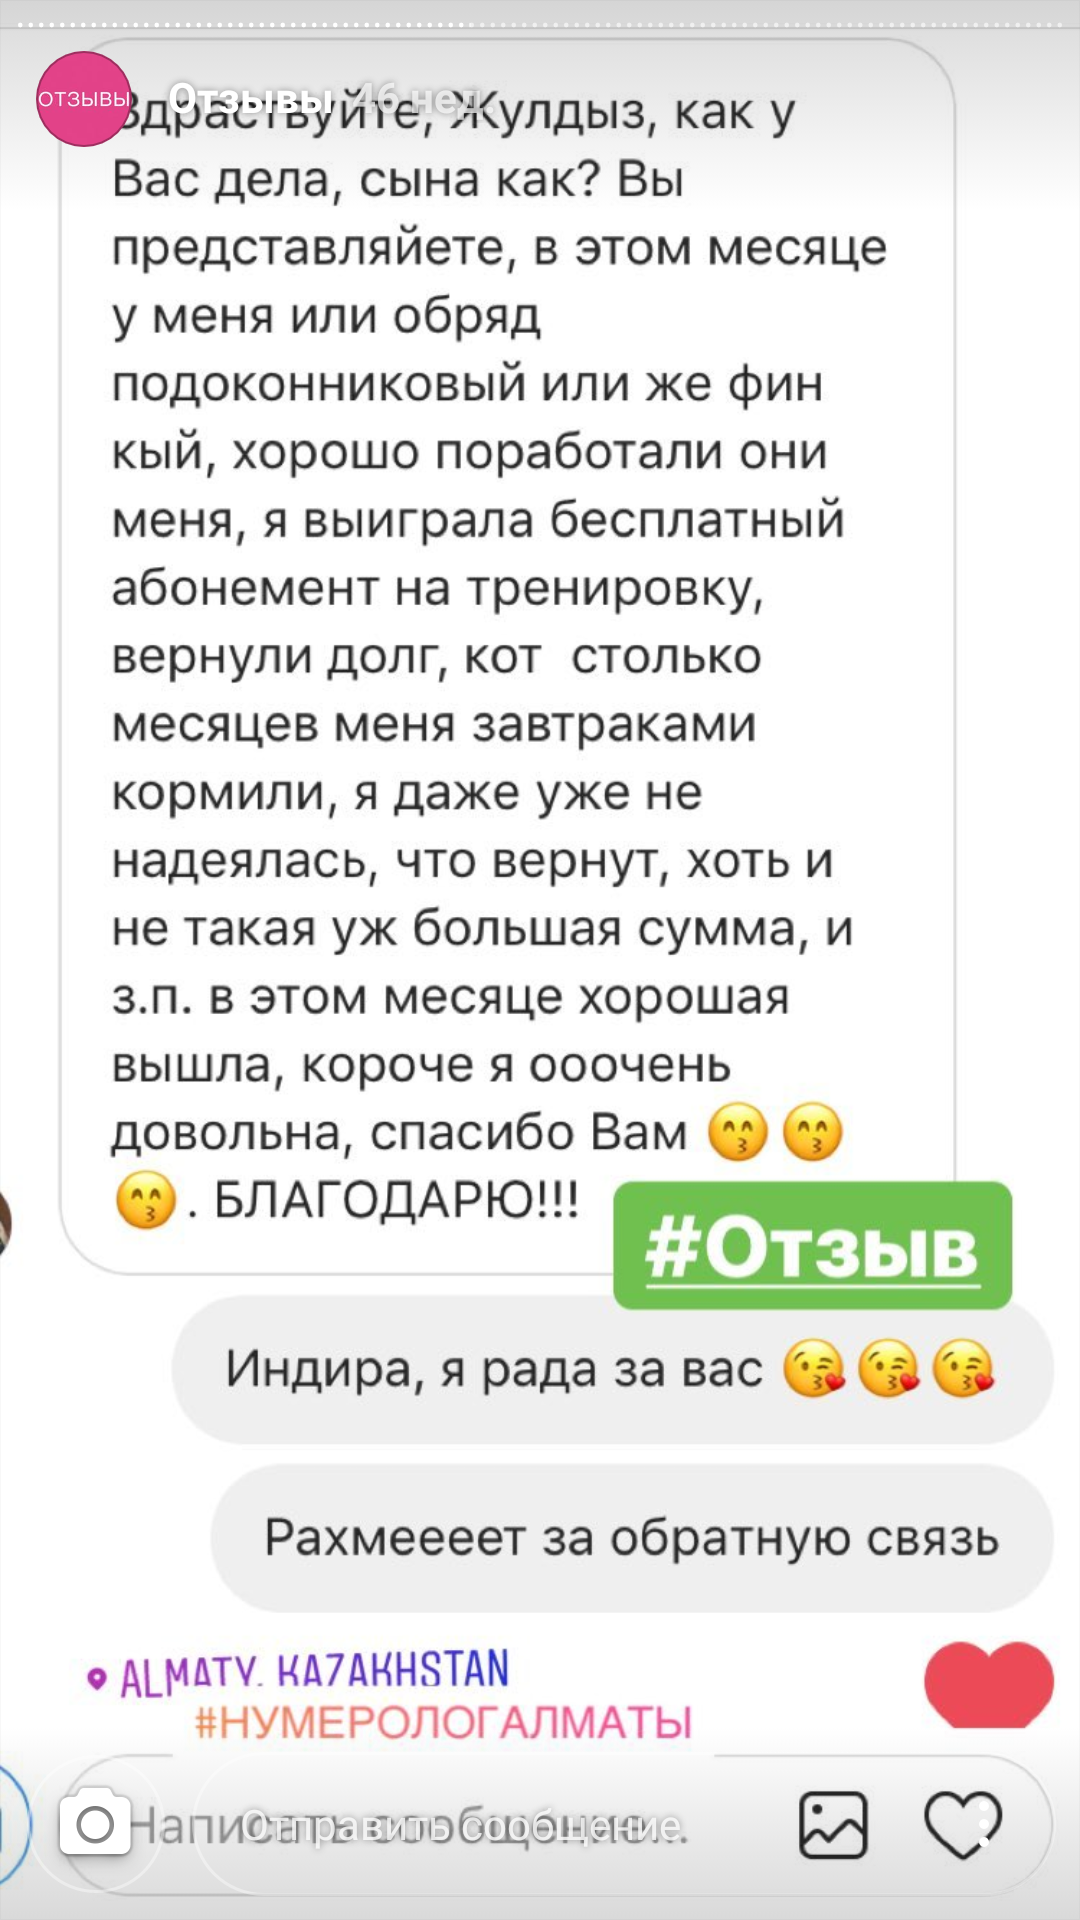 ОТЗЫВЫ
Отзывы 46 нед.
Здраствуйте, Жулдыз, как у
Вас дела, сына как? Вы
представляйете, в этом месяце
у меня или обряд
подоконниковый или же фин
кый, хорошо поработали они
меня, я выиграла бесплатный
абонемент на тренировку,
вернули долг, кот столько
месяцев меня завтраками
кормили, я даже уже не
надеялась, что вернут, хоть и
не такая уж большая сумма, и
з.п. в этом месяце хорошая
вышла, короче я ооочень
довольна, спасибо Вам 😙😙
😙. БЛАГОДАРЮ!!!
#Отзыв
Индира, я рада за вас 😘😘😘
Рахмеееет за обратную связь
ALMATY, KAZAKHSTAN
#НУМЕРОЛОГАЛМАТЫ
Напишите сообщение...
Отправить сообщение